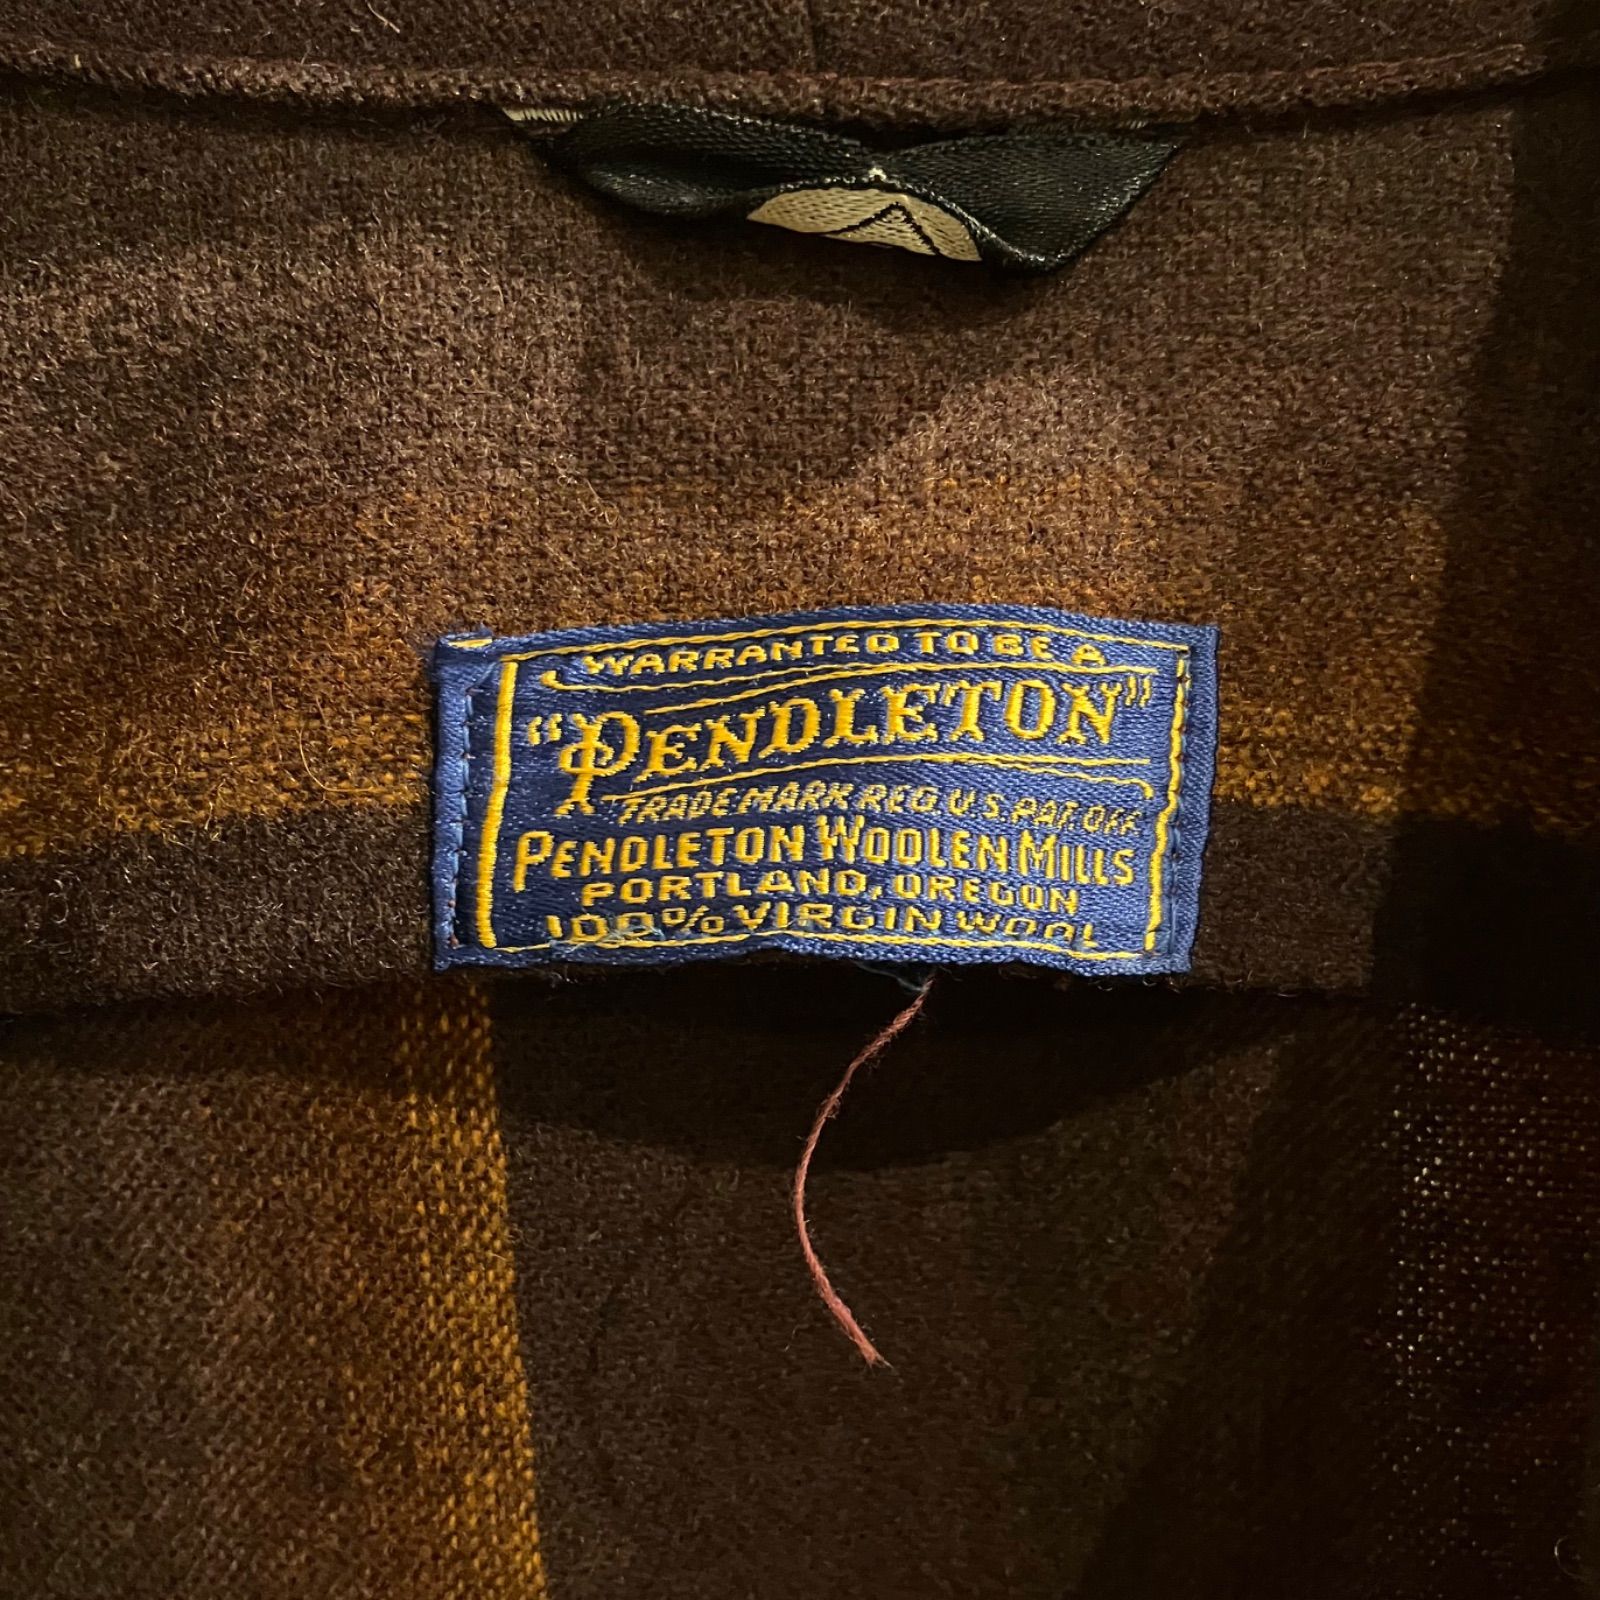 WARRANTED TO BE A
"PENDLETON"
TRADE MARK REG. U.S. PAT. OFF.
PENDLETON WOOLEN MILLS
PORTLAND, OREGON
100% VIRGIN WOOL